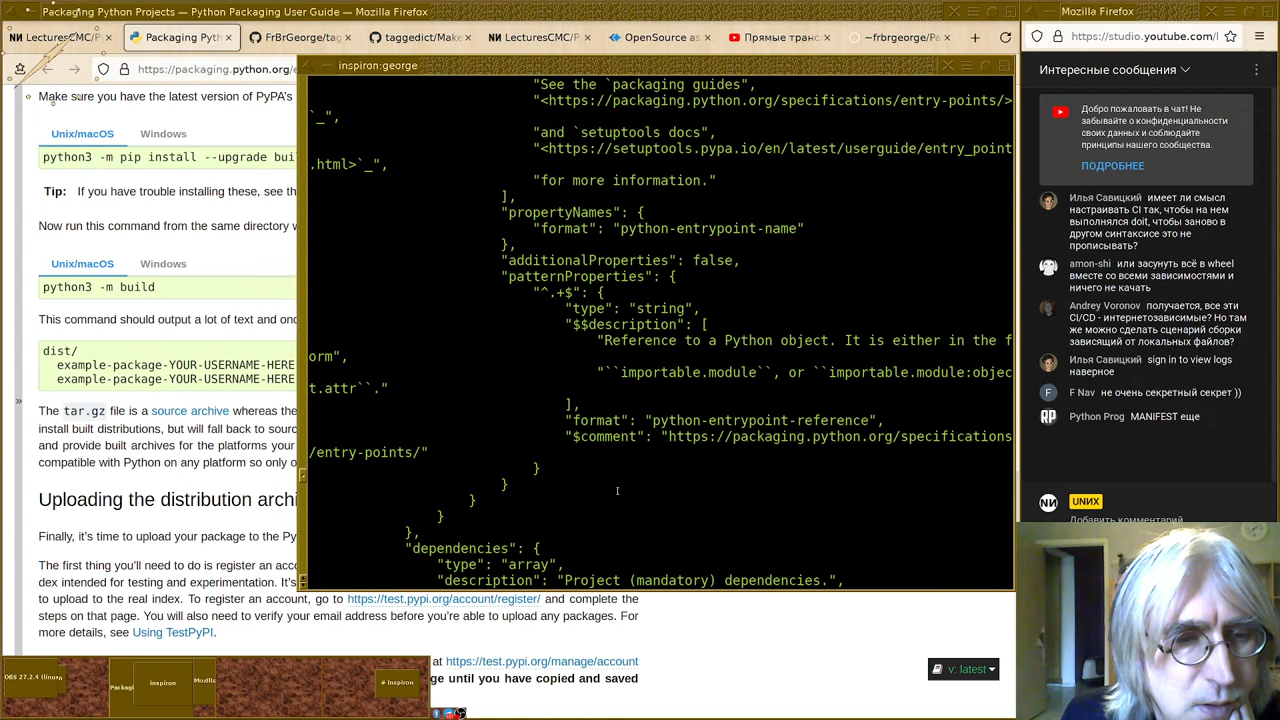 Packaging Python Projects — Python Packaging User Guide — Mozilla Firefox
Mozilla Firefox
LecturesCMC/P
Packaging Pyth
FrBrGeorge/tag
taggedict/Make
LecturesCMC/P
OpenSource as
Прямые транс
~frbrgeorge/Pa
https://packaging.python.org/e
https://studio.youtube.com/l
inspiron:george
Make sure you have the latest version of PyPA's
Unix/macOS
Windows
python3 -m pip install --upgrade bui
Tip: If you have trouble installing these, see th
Now run this command from the same directory w
Unix/macOS
Windows
python3 -m build
This command should output a lot of text and onc
dist/
example-package-YOUR-USERNAME-HERE
example-package-YOUR-USERNAME-HERE
The tar.gz file is a source archive whereas the
install built distributions, but will fall back to sourc
and provide built archives for the platforms your
compatible with Python on any platform so only o
Uploading the distribution archi
Finally, it's time to upload your package to the Py
The first thing you'll need to do is register an acco
dex intended for testing and experimentation. It's
to upload to the real index. To register an account, go to https://test.pypi.org/account/register/ and complete the
steps on that page. You will also need to verify your email address before you're able to upload any packages. For
more details, see Using TestPyPI.
at https://test.pypi.org/manage/account
ge until you have copied and saved
v: latest
"See the `packaging guides",
"<https://packaging.python.org/specifications/entry-points/>
`_",
"and `setuptools docs",
"<https://setuptools.pypa.io/en/latest/userguide/entry_point
.html>`_",
"for more information."
],
"propertyNames": {
"format": "python-entrypoint-name"
},
"additionalProperties": false,
"patternProperties": {
"^.+$": {
"type": "string",
"$$description": [
"Reference to a Python object. It is either in the f
orm",
"``importable.module``, or ``importable.module:objec
t.attr``."
],
"format": "python-entrypoint-reference",
"$comment": "https://packaging.python.org/specifications
/entry-points/"
}
}
}
}
},
"dependencies": {
"type": "array",
"description": "Project (mandatory) dependencies.",
Интересные сообщения
Добро пожаловать в чат! Не
забывайте о конфиденциальности
своих данных и соблюдайте
принципы нашего сообщества.
ПОДРОБНЕЕ
Илья Савицкий имеет ли смысл
настраивать CI так, чтобы на нем
выполнялся doit, чтобы заново в
другом синтаксисе это не
прописывать?
amon-shi или засунуть всё в wheel
вместе со всеми зависимостями и
ничего не качать
Andrey Voronov получается, все эти
CI/CD - интернетозависимые? Но там
же можно сделать сценарий сборки
зависящий от локальных файлов?
Илья Савицкий sign in to view logs
наверное
F Nav не очень секретный секрет ))
Python Prog MANIFEST еще
UNИX
Добавить комментарий
OBS 27.2.4 (linux
Packagi
inspiron
Mozilla
# inspiron